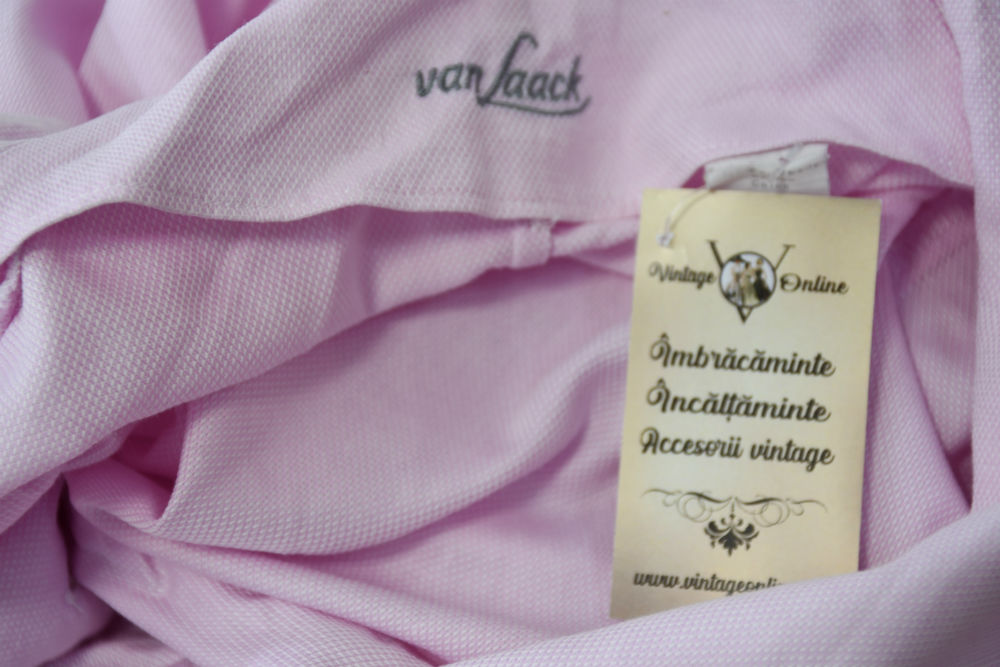 van Laack
Vintage Online
Îmbrăcăminte
Încălțăminte
Accesorii vintage